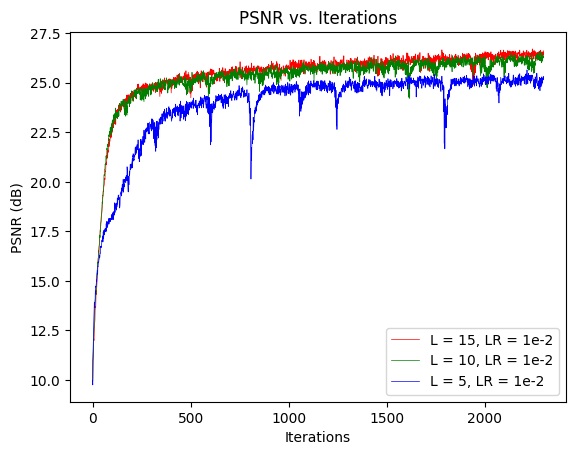 PSNR vs. Iterations
PSNR (dB)
27.5
25.0
22.5
20.0
17.5
15.0
12.5
10.0
L = 15, LR = 1e-2
L = 10, LR = 1e-2
L = 5, LR = 1e-2
0 500 1000 1500 2000
Iterations